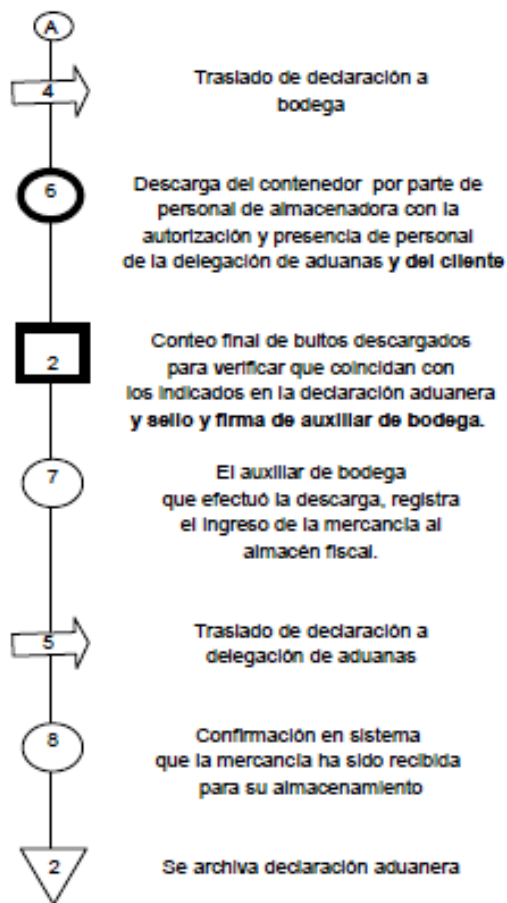 A
4
Traslado de declaración a
bodega
6
Descarga del contenedor por parte de
personal de almacenadora con la
autorización y presencia de personal
de la delegación de aduanas y del cliente
2
Conteo final de bultos descargados
para verificar que coincidan con
los indicados en la declaración aduanera
y sello y firma de auxiliar de bodega.
7
El auxiliar de bodega
que efectuó la descarga, registra
el ingreso de la mercancía al
almacén fiscal.
5
Traslado de declaración a
delegación de aduanas
8
Confirmación en sistema
que la mercancía ha sido recibida
para su almacenamiento
2
Se archiva declaración aduanera